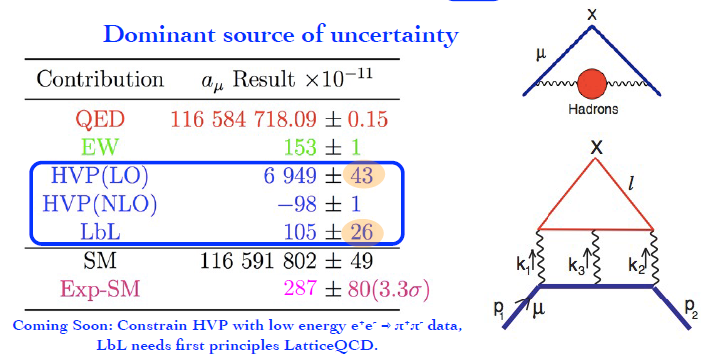 Dominant source of uncertainty
Contribution aμ Result ×10⁻¹¹
QED 116 584 718.09 ± 0.15
EW 153 ± 1
HVP(LO) 6 949 ± 43
HVP(NLO) −98 ± 1
LbL 105 ± 26
SM 116 591 802 ± 49
Exp-SM 287 ± 80(3.3σ)
Coming Soon: Constrain HVP with low energy e⁺e⁻ → π⁺π⁻ data,
LbL needs first principles LatticeQCD.
X
μ
Hadrons
X
l
k₁ k₃ k₂
p₁ μ p₂